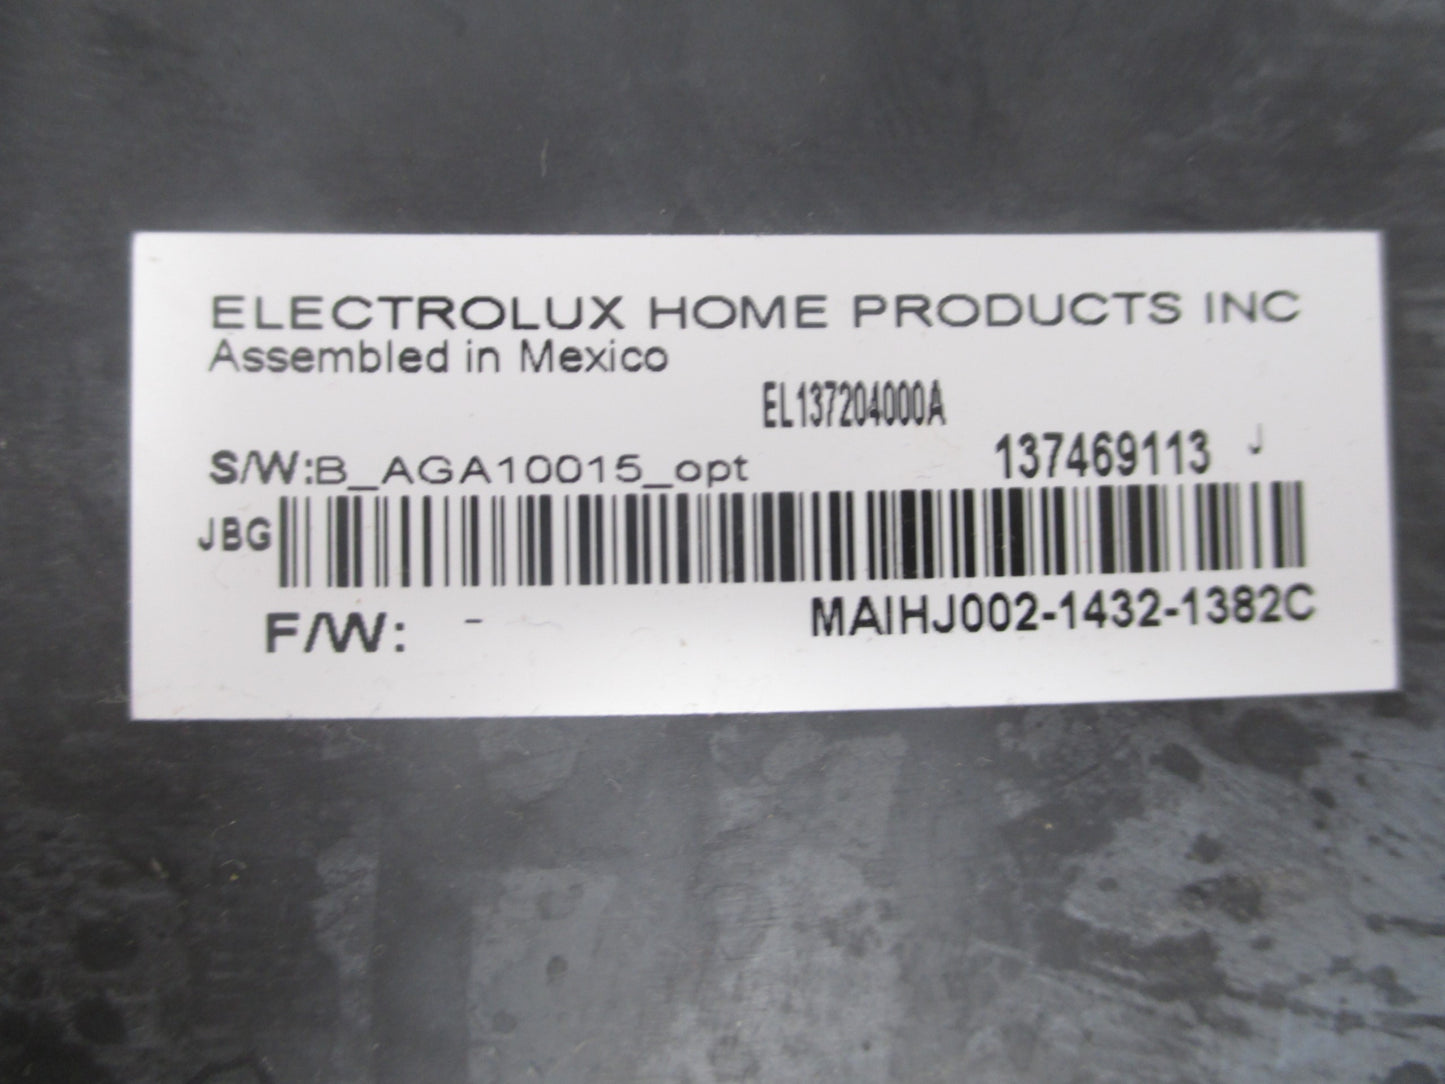 ELECTROLUX HOME PRODUCTS INC
Assembled in Mexico
EL137204000A
S/W:B_AGA10015_opt 137469113 J
JBG
F/W: - MAIHJ002-1432-1382C